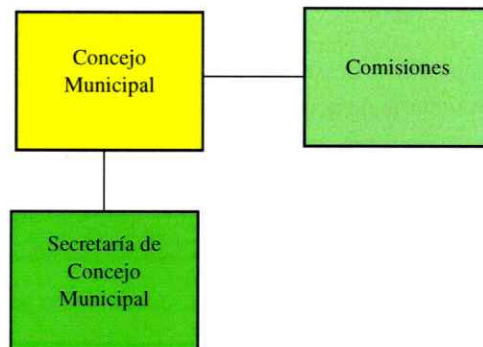 Concejo
Municipal
Comisiones
Secretaría de
Concejo
Municipal